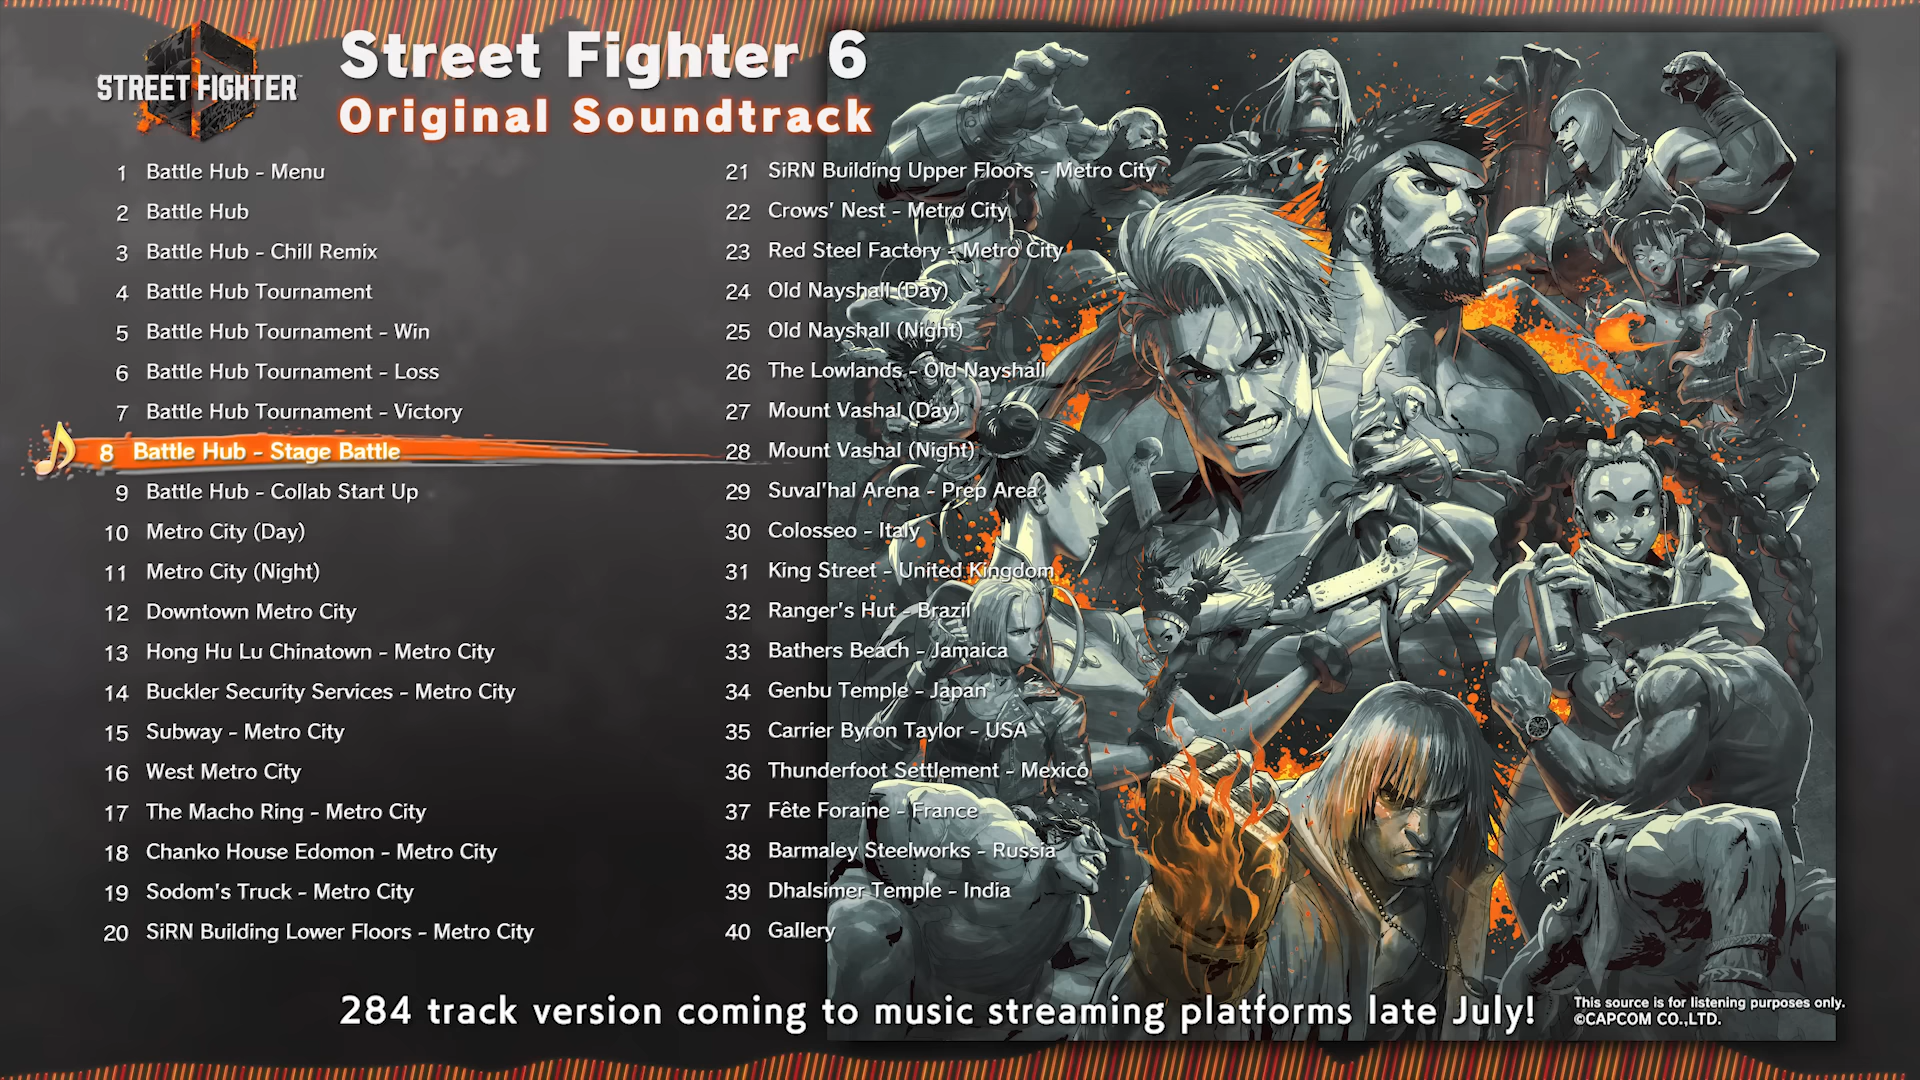 STREET FIGHTER™
Street Fighter 6
Original Soundtrack
1 Battle Hub - Menu
2 Battle Hub
3 Battle Hub - Chill Remix
4 Battle Hub Tournament
5 Battle Hub Tournament - Win
6 Battle Hub Tournament - Loss
7 Battle Hub Tournament - Victory
8 Battle Hub - Stage Battle
9 Battle Hub - Collab Start Up
10 Metro City (Day)
11 Metro City (Night)
12 Downtown Metro City
13 Hong Hu Lu Chinatown - Metro City
14 Buckler Security Services - Metro City
15 Subway - Metro City
16 West Metro City
17 The Macho Ring - Metro City
18 Chanko House Edomon - Metro City
19 Sodom's Truck - Metro City
20 SiRN Building Lower Floors - Metro City
21 SiRN Building Upper Floors - Metro City
22 Crows' Nest - Metro City
23 Red Steel Factory - Metro City
24 Old Nayshall (Day)
25 Old Nayshall (Night)
26 The Lowlands - Old Nayshall
27 Mount Vashal (Day)
28 Mount Vashal (Night)
29 Suval'hal Arena - Prep Area
30 Colosseo - Italy
31 King Street - United Kingdom
32 Ranger's Hut - Brazil
33 Bathers Beach - Jamaica
34 Genbu Temple - Japan
35 Carrier Byron Taylor - USA
36 Thunderfoot Settlement - Mexico
37 Fête Foraine - France
38 Barmaley Steelworks - Russia
39 Dhalsimer Temple - India
40 Gallery
284 track version coming to music streaming platforms late July!
This source is for listening purposes only.
©CAPCOM CO.,LTD.